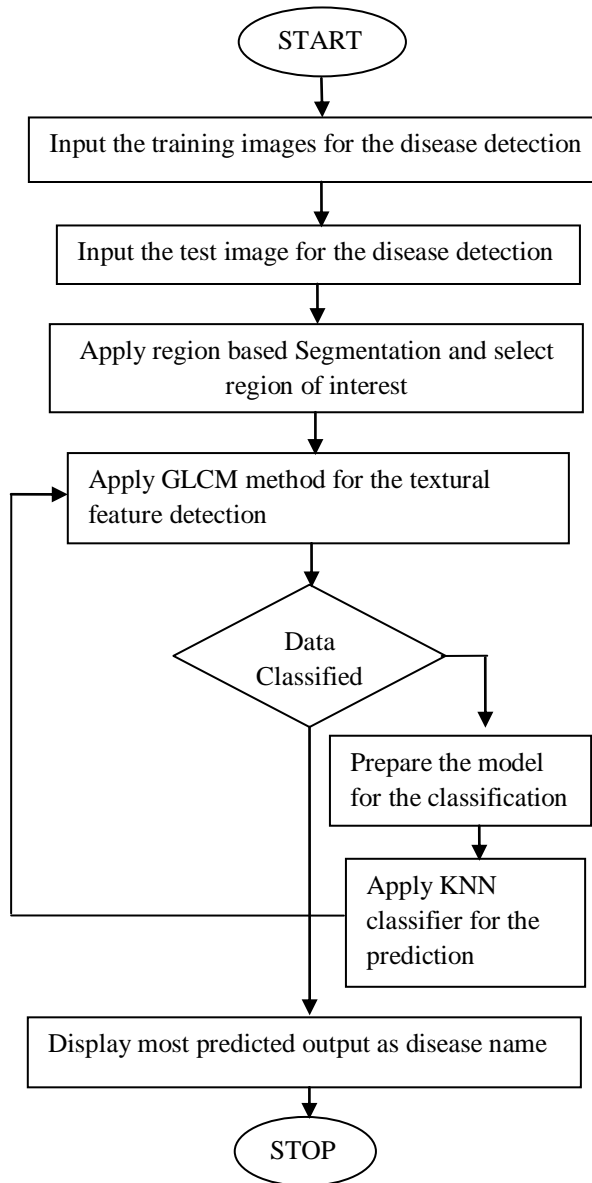 START
Input the training images for the disease detection
Input the test image for the disease detection
Apply region based Segmentation and select
region of interest
Apply GLCM method for the textural
feature detection
Data
Classified
Prepare the model
for the classification
Apply KNN
classifier for the
prediction
Display most predicted output as disease name
STOP